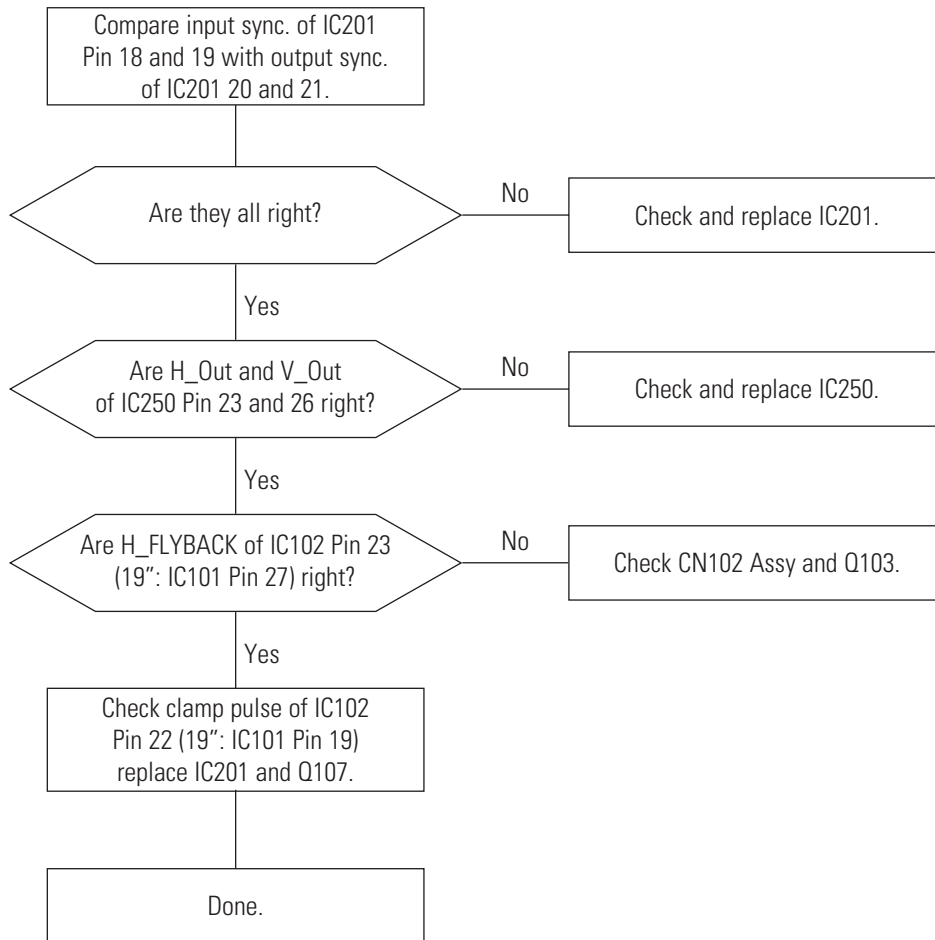 Compare input sync. of IC201
Pin 18 and 19 with output sync.
of IC201 20 and 21.
Are they all right?
No
Check and replace IC201.
Yes
Are H_Out and V_Out
of IC250 Pin 23 and 26 right?
No
Check and replace IC250.
Yes
Are H_FLYBACK of IC102 Pin 23
(19”: IC101 Pin 27) right?
No
Check CN102 Assy and Q103.
Yes
Check clamp pulse of IC102
Pin 22 (19”: IC101 Pin 19)
replace IC201 and Q107.
Done.